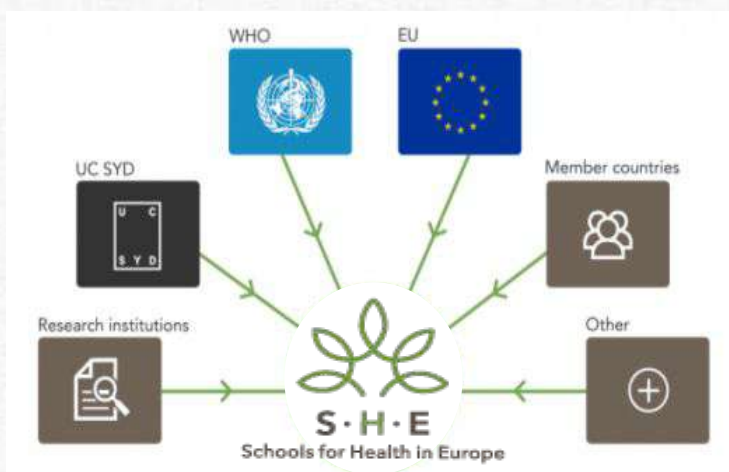 WHO
EU
UC SYD
Member countries
U C
S Y D
Research institutions
Other
S·H·E
Schools for Health in Europe